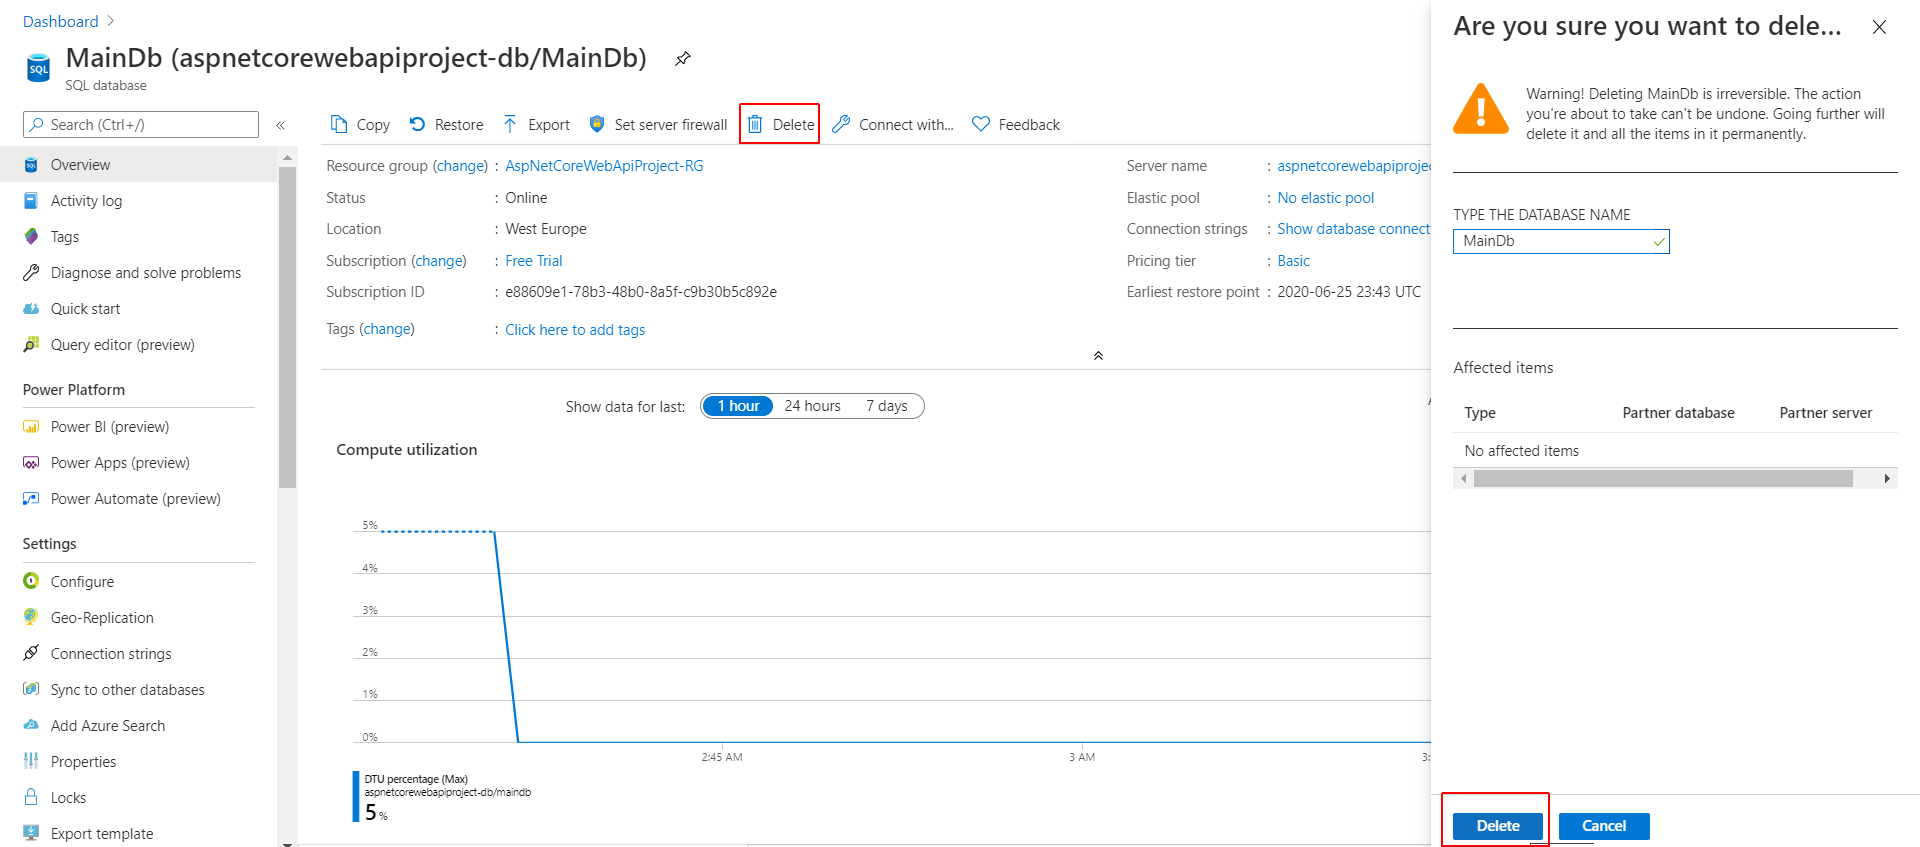 Dashboard
MainDb (aspnetcorewebapiproject-db/MainDb)
SQL database
Search (Ctrl+/)
Overview
Activity log
Tags
Diagnose and solve problems
Quick start
Query editor (preview)
Power Platform
Power BI (preview)
Power Apps (preview)
Power Automate (preview)
Settings
Configure
Geo-Replication
Connection strings
Sync to other databases
Add Azure Search
Properties
Locks
Export template
Copy Restore Export Set server firewall Delete Connect with... Feedback
Resource group (change) : AspNetCoreWebApiProject-RG
Status : Online
Location : West Europe
Subscription (change) : Free Trial
Subscription ID : e88609e1-78b3-48b0-8a5f-c9b30b5c892e
Tags (change) : Click here to add tags
Server name : aspnetcorewebapiprojec
Elastic pool : No elastic pool
Connection strings : Show database connect
Pricing tier : Basic
Earliest restore point : 2020-06-25 23:43 UTC
Show data for last: 1 hour 24 hours 7 days
Compute utilization
5%
4%
3%
2%
1%
0%
2:45 AM 3 AM 3:
DTU percentage (Max)
aspnetcorewebapiproject-db/maindb
5 %
Are you sure you want to dele...
Warning! Deleting MainDb is irreversible. The action
you're about to take can't be undone. Going further will
delete it and all the items in it permanently.
TYPE THE DATABASE NAME
MainDb
Affected items
Type Partner database Partner server
No affected items
Delete Cancel